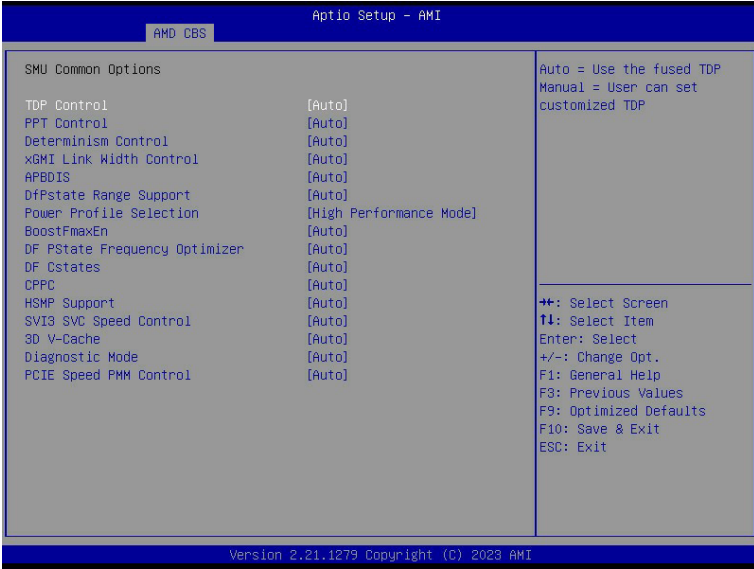 Aptio Setup – AMI
AMD CBS
SMU Common Options
TDP Control [Auto]
PPT Control [Auto]
Determinism Control [Auto]
xGMI Link Width Control [Auto]
APBDIS [Auto]
DfPstate Range Support [Auto]
Power Profile Selection [High Performance Mode]
BoostFmaxEn [Auto]
DF PState Frequency Optimizer [Auto]
DF Cstates [Auto]
CPPC [Auto]
HSMP Support [Auto]
SVI3 SVC Speed Control [Auto]
3D V-Cache [Auto]
Diagnostic Mode [Auto]
PCIE Speed PMM Control [Auto]
Auto = Use the fused TDP
Manual = User can set
customized TDP
→←: Select Screen
↑↓: Select Item
Enter: Select
+/-: Change Opt.
F1: General Help
F3: Previous Values
F9: Optimized Defaults
F10: Save & Exit
ESC: Exit
Version 2.21.1279 Copyright (C) 2023 AMI